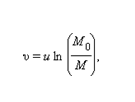 υ = u ln (M₀/M),